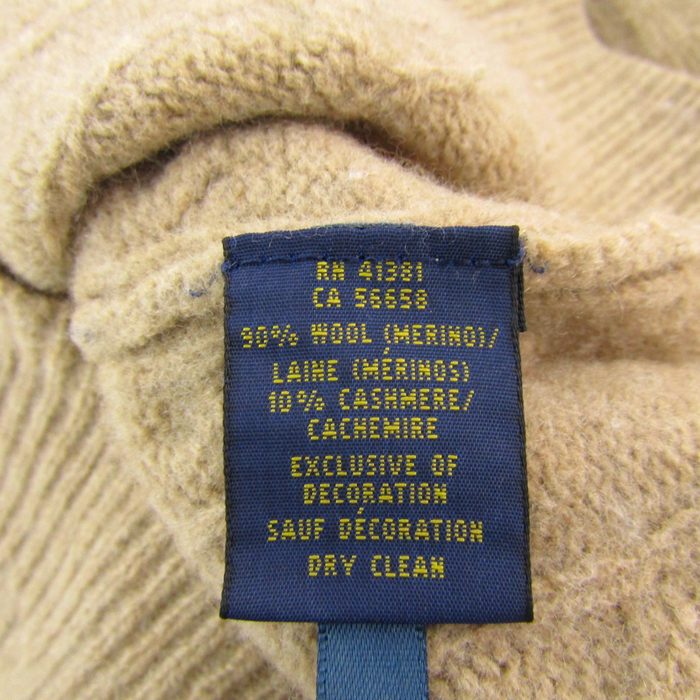 RN 41381
CA 56658
90% WOOL (MERINO)/
LAINE (MÉRINOS)
10% CASHMERE/
CACHEMIRE
EXCLUSIVE OF
DECORATION
SAUF DÉCORATION
DRY CLEAN